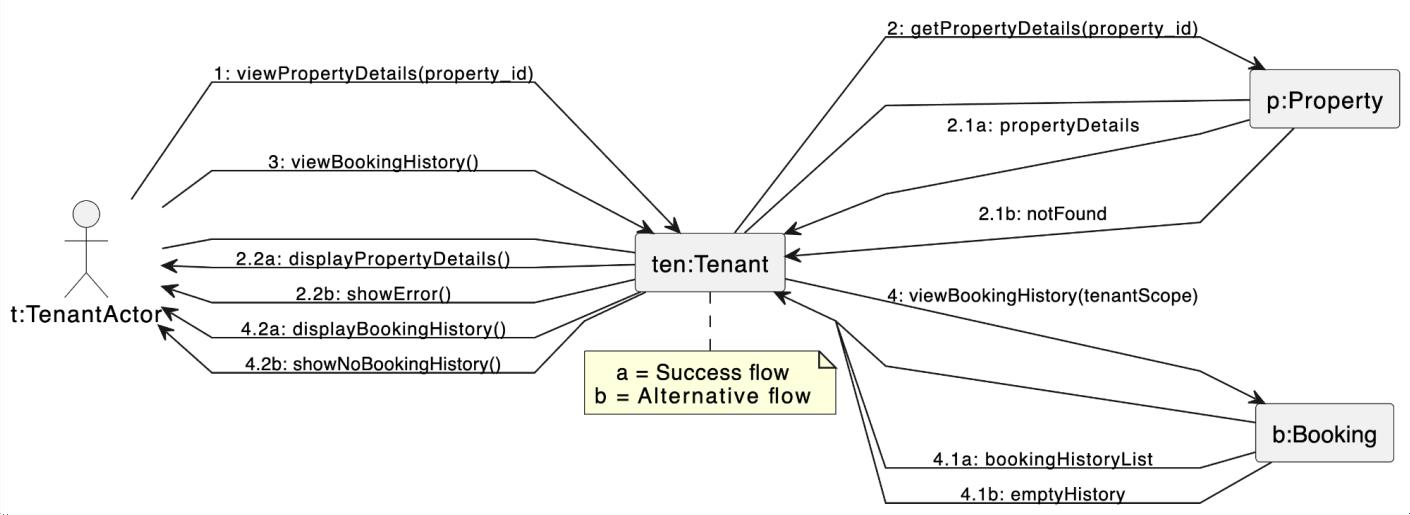 2: getPropertyDetails(property_id)
1: viewPropertyDetails(property_id)
p:Property
2.1a: propertyDetails
3: viewBookingHistory()
2.1b: notFound
2.2a: displayPropertyDetails()
ten:Tenant
2.2b: showError()
4: viewBookingHistory(tenantScope)
t:TenantActor
4.2a: displayBookingHistory()
4.2b: showNoBookingHistory()
a = Success flow
b = Alternative flow
b:Booking
4.1a: bookingHistoryList
4.1b: emptyHistory